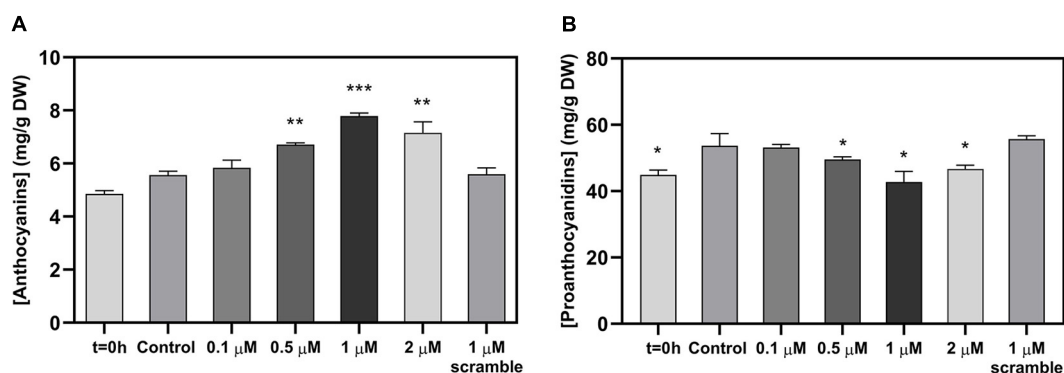 A
[Anthocyanins] (mg/g DW)
10
8
6
4
2
0
**
***
**
t=0h Control 0.1 μM 0.5 μM 1 μM 2 μM 1 μM
scramble
B
[Proanthocyanidins] (mg/g DW)
80
60
40
20
0
*
*
*
*
t=0h Control 0.1 μM 0.5 μM 1 μM 2 μM 1 μM
scramble